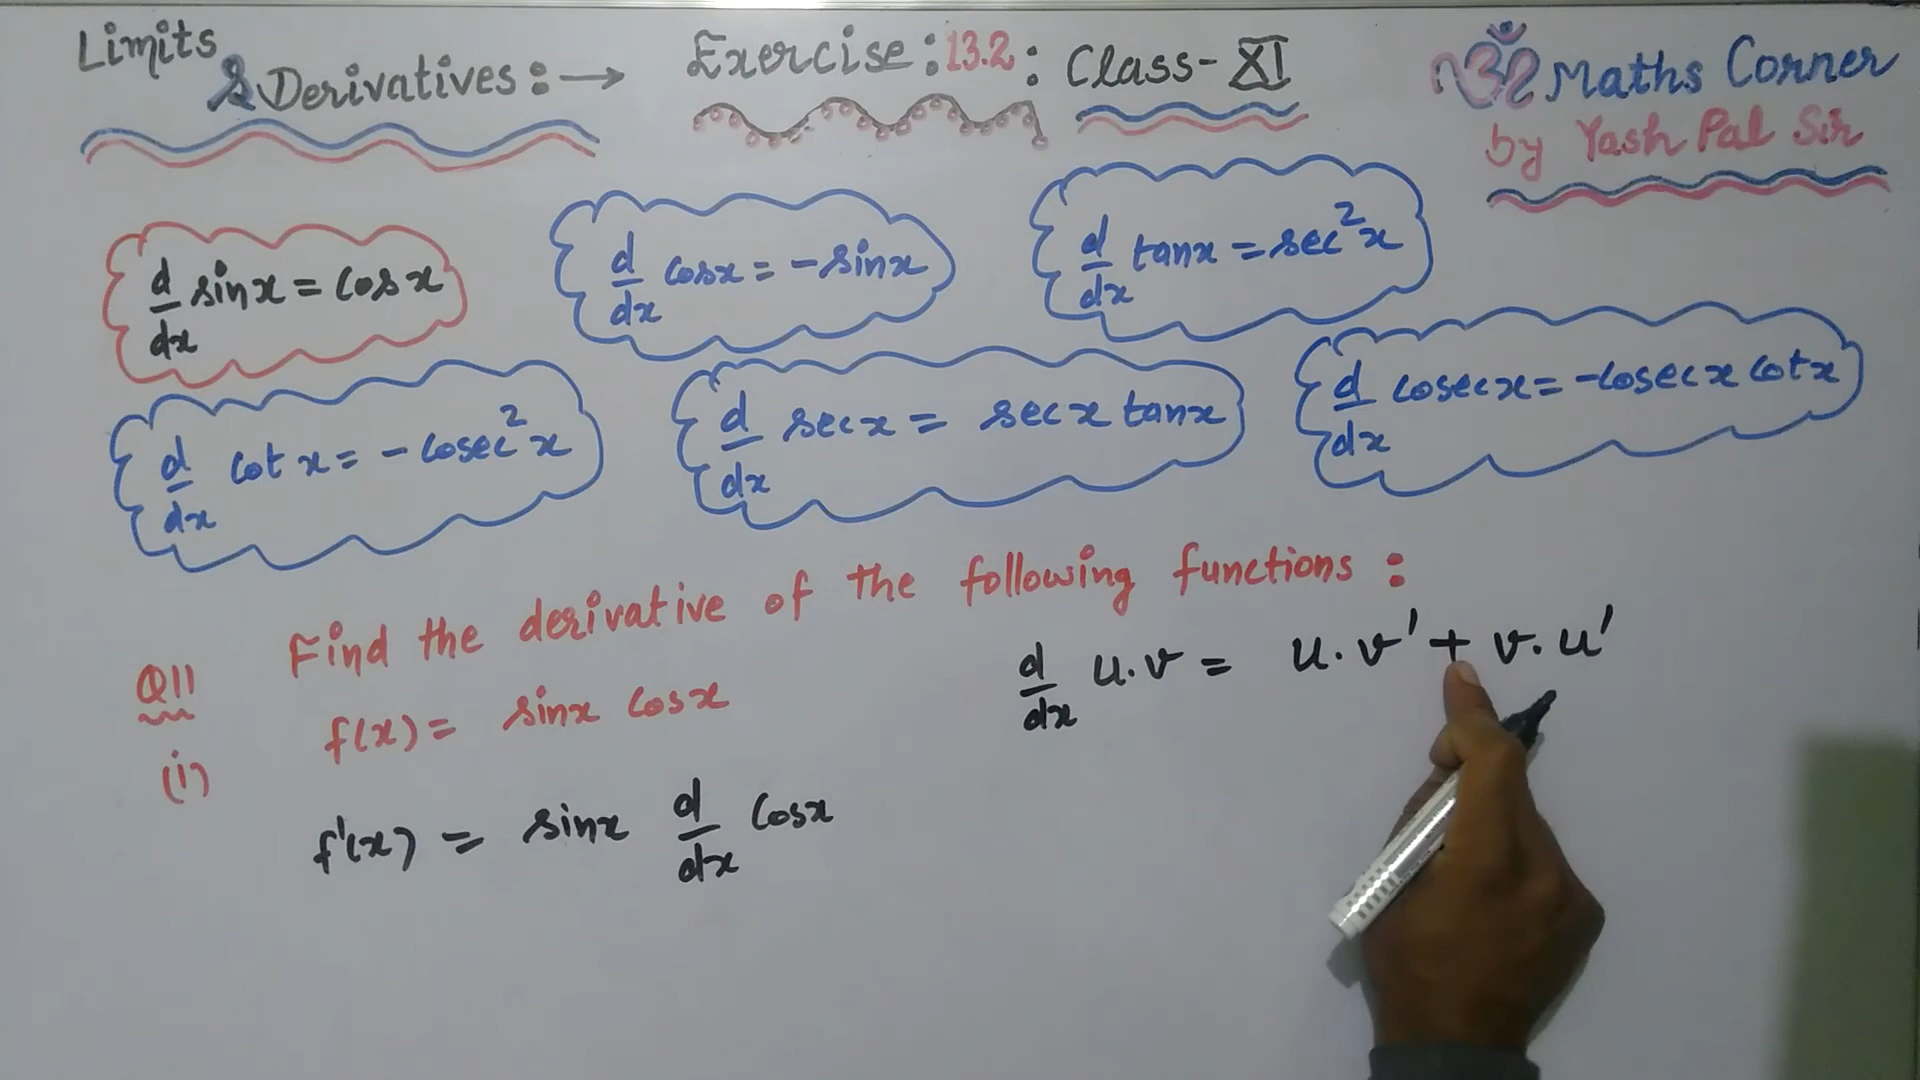 Limits
& Derivatives : →
Exercise : 13.2 : Class - XI
ॐ Maths Corner
by Yash Pal Sir
d/dx sinx = cosx
d/dx cosx = - sinx
d/dx tanx = sec²x
d/dx cotx = - cosec²x
d/dx secx = secx tanx
d/dx cosecx = - cosecx cotx
Q11 Find the derivative of the following functions :
(i) f(x) = sinx cosx
d/dx u.v = u.v' + v.u'
f'(x) = sinx d/dx cosx